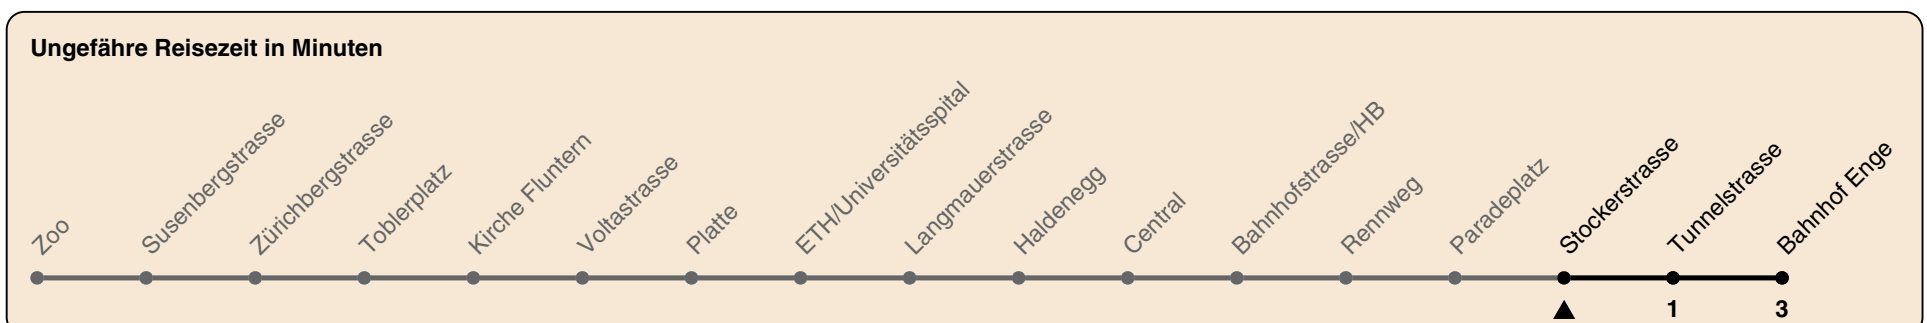 Ungefähre Reisezeit in Minuten
Zoo
Susenbergstrasse
Zürichbergstrasse
Toblerplatz
Kirche Fluntern
Voltastrasse
Platte
ETH/Universitätsspital
Langmauerstrasse
Haldenegg
Central
Bahnhofstrasse/HB
Rennweg
Paradeplatz
Stockerstrasse
Tunnelstrasse
Bahnhof Enge
1
3